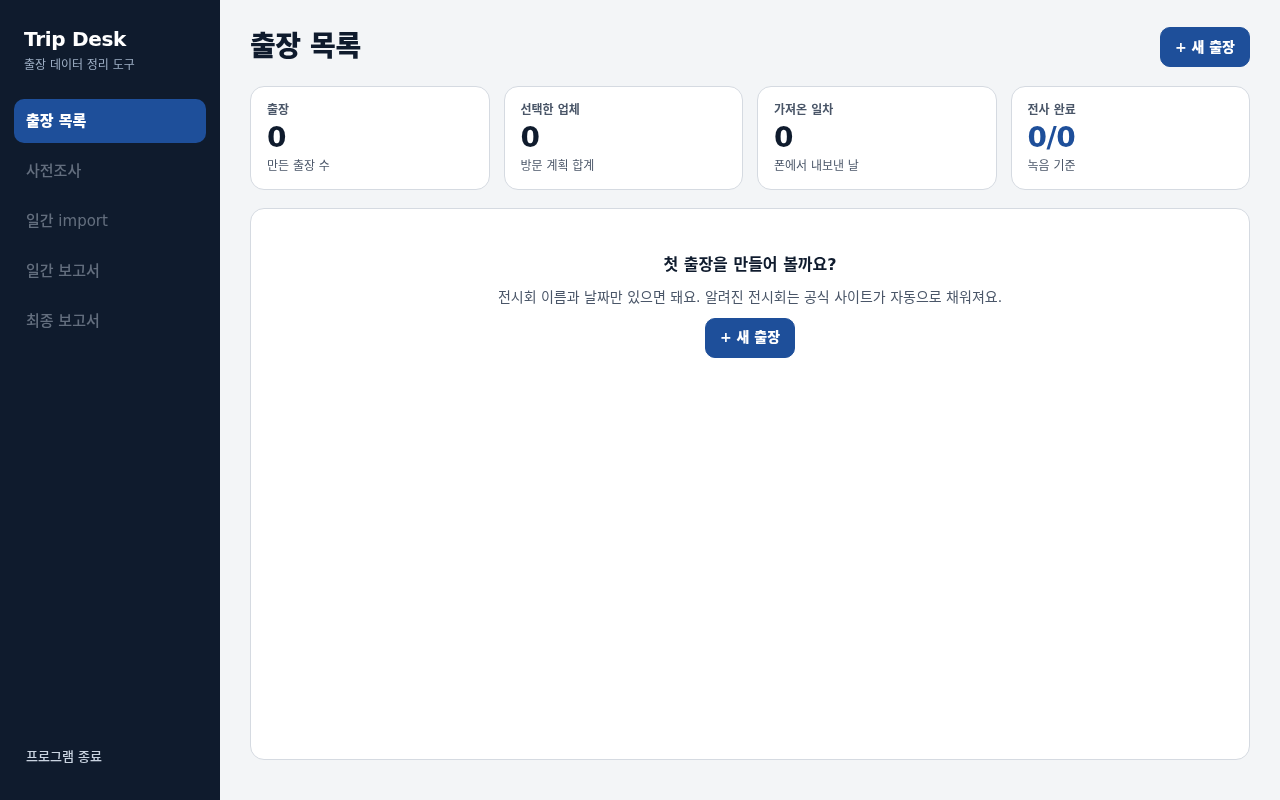 Trip Desk
출장 데이터 정리 도구
출장 목록
사전조사
일간 import
일간 보고서
최종 보고서
프로그램 종료
출장 목록
+ 새 출장
출장
0
만든 출장 수
선택한 업체
0
방문 계획 합계
가져온 일차
0
폰에서 내보낸 날
전사 완료
0/0
녹음 기준
첫 출장을 만들어 볼까요?
전시회 이름과 날짜만 있으면 돼요. 알려진 전시회는 공식 사이트가 자동으로 채워져요.
+ 새 출장